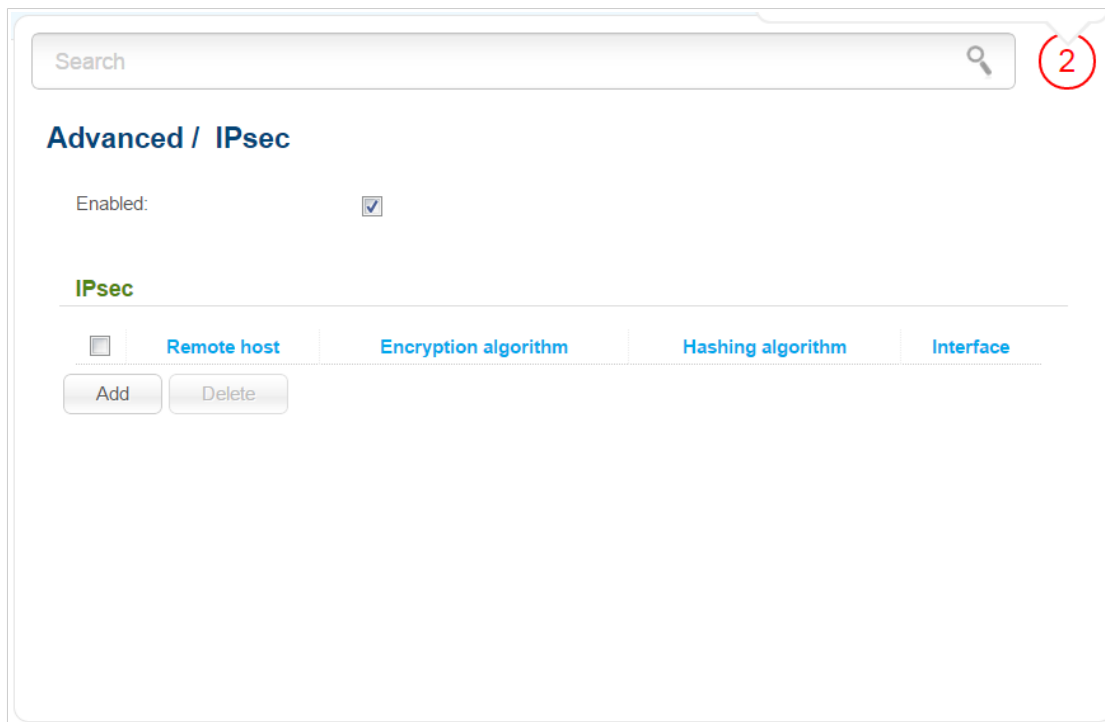 Search
2
Advanced / IPsec
Enabled:
IPsec
Remote host Encryption algorithm Hashing algorithm Interface
Add Delete